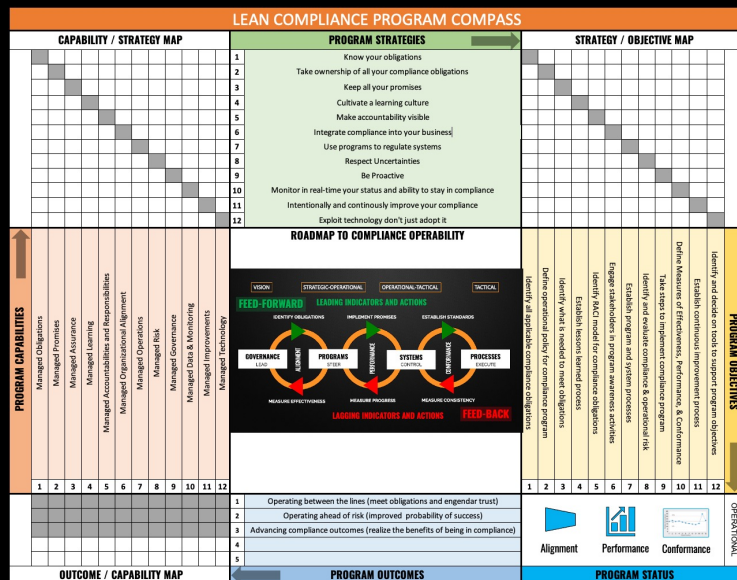 LEAN COMPLIANCE PROGRAM COMPASS
CAPABILITY / STRATEGY MAP
PROGRAM STRATEGIES
STRATEGY / OBJECTIVE MAP
1 Know your obligations
2 Take ownership of all your compliance obligations
3 Keep all your promises
4 Cultivate a learning culture
5 Make accountability visible
6 Integrate compliance into your business
7 Use programs to regulate systems
8 Respect Uncertainties
9 Be Proactive
10 Monitor in real-time your status and ability to stay in compliance
11 Intentionally and continously improve your compliance
12 Exploit technology don't just adopt it
PROGRAM CAPABILITIES
Managed Obligations
Managed Promises
Managed Assurance
Managed Learning
Managed Accountabilities and Responsibilities
Managed Organizational Alignment
Managed Operations
Managed Risk
Managed Governance
Managed Data & Monitoring
Managed Improvements
Managed Technology
1 2 3 4 5 6 7 8 9 10 11 12
ROADMAP TO COMPLIANCE OPERABILITY
VISION STRATEGIC-OPERATIONAL OPERATIONAL-TACTICAL TACTICAL
FEED-FORWARD LEADING INDICATORS AND ACTIONS
IDENTIFY OBLIGATIONS IMPLEMENT PROMISES ESTABLISH STANDARDS
GOVERNANCE
LEAD
ALIGNMENT
PROGRAMS
STEER
PERFORMANCE
SYSTEMS
CONTROL
CONFORMANCE
PROCESSES
EXECUTE
MEASURE EFFECTIVENESS MEASURE PROGRESS MEASURE CONSISTENCY
LAGGING INDICATORS AND ACTIONS FEED-BACK
Identify all applicable compliance obligations
Define operational policy for compliance program
Identify what is needed to meet obligations
Establish lessons learned process
Identify RACI model for compliance obligations
Engage stakeholders in program awareness activities
Establish program and system processes
Identify and evaluate compliance & operational risk
Take steps to implement compliance program
Define Measures of Effectiveness, Performance, & Conformance
Establish continuous improvement process
Identify and decide on tools to support program objectives
1 2 3 4 5 6 7 8 9 10 11 12
PROGRAM OBJECTIVES
1 Operating between the lines (meet obligations and engendar trust)
2 Operating ahead of risk (improved probability of success)
3 Advancing compliance outcomes (realize the benefits of being in compliance)
4
5
Alignment Performance Conformance
OPERATIONAL
OUTCOME / CAPABILITY MAP
PROGRAM OUTCOMES
PROGRAM STATUS